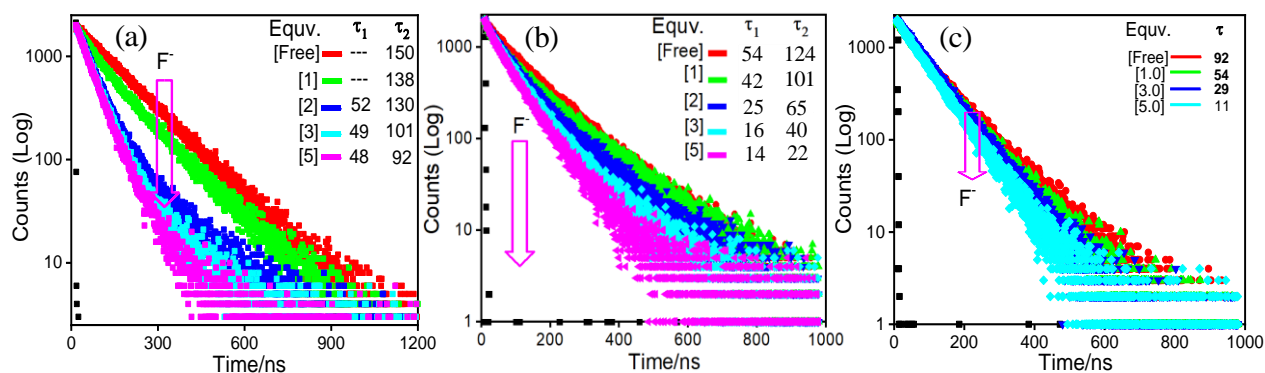 (a)
Equv. τ1 τ2
[Free] --- 150
[1] --- 138
[2] 52 130
[3] 49 101
[5] 48 92
F-
1000
100
10
Counts (Log)
0 300 600 900 1200
Time/ns
(b)
Equv. τ1 τ2
[Free] 54 124
[1] 42 101
[2] 25 65
[3] 16 40
[5] 14 22
F-
1000
100
10
1
Counts (Log)
0 200 400 600 800 1000
Time/ns
(c)
Equv. τ
[Free] 92
[1.0] 54
[3.0] 29
[5.0] 11
F-
1000
100
10
1
Counts (Log)
0 200 400 600 800 1000
Time/ns